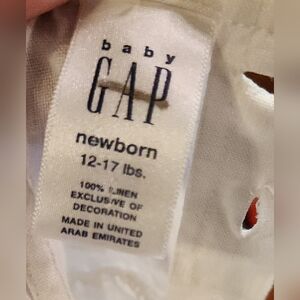 baby
GAP
newborn
12-17 lbs.
100% LINEN
EXCLUSIVE OF
DECORATION
MADE IN UNITED
ARAB EMIRATES